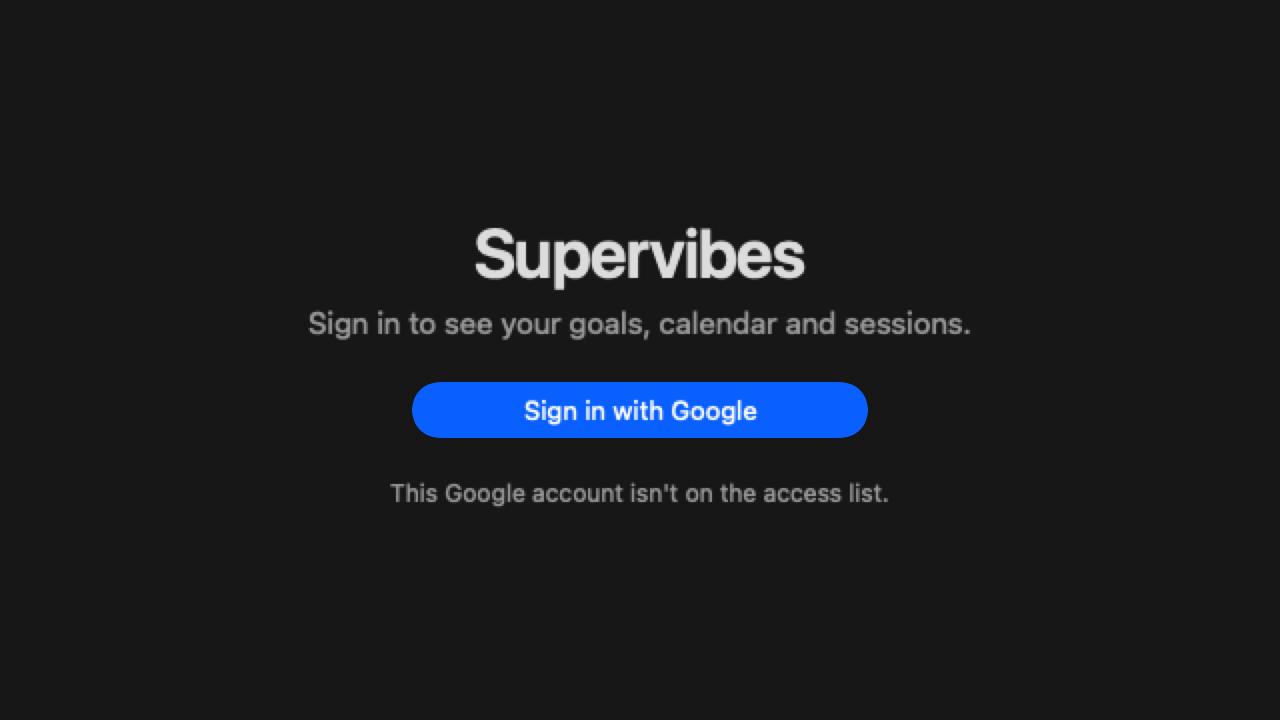 Supervibes
Sign in to see your goals, calendar and sessions.
Sign in with Google
This Google account isn't on the access list.